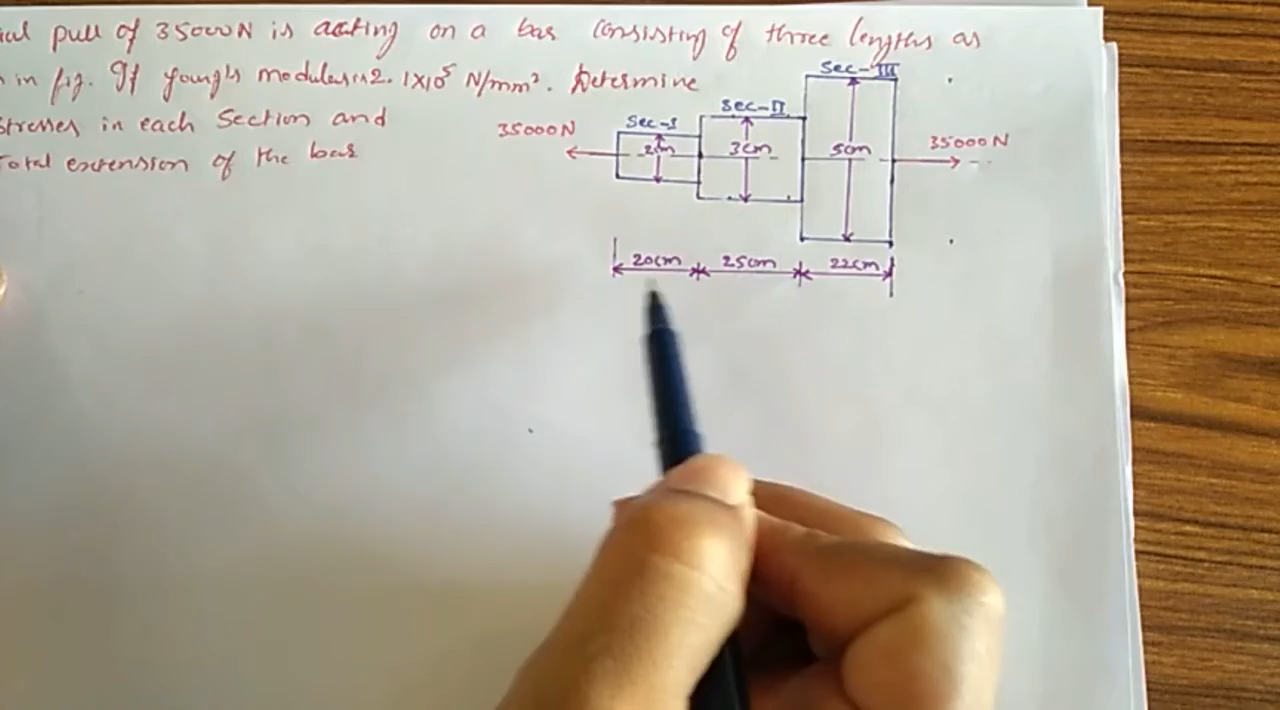 ial pull of 35000N is acting on a bar consisting of three lengths as
in fig. If young's modulus is 2.1x10⁵ N/mm². Determine
Stresses in each Section and
Total extension of the bar
Sec-I
Sec-II
Sec-III
35000N
2cm
3cm
5cm
35000N
20cm
25cm
22cm